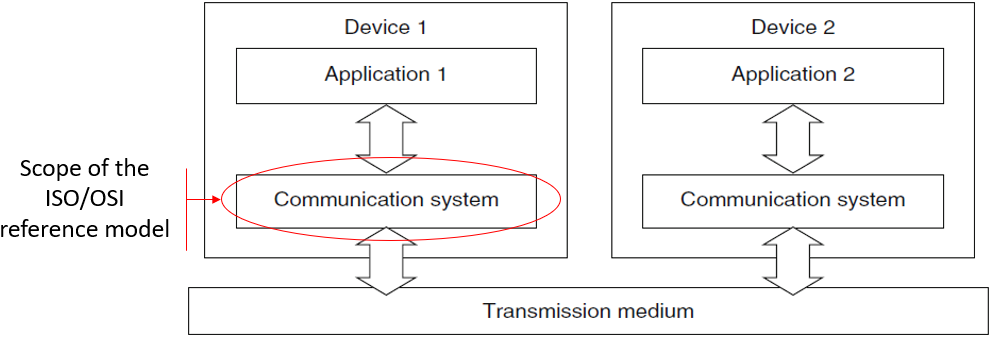 Device 1
Device 2
Application 1
Application 2
Scope of the
ISO/OSI
reference model
Communication system
Communication system
Transmission medium